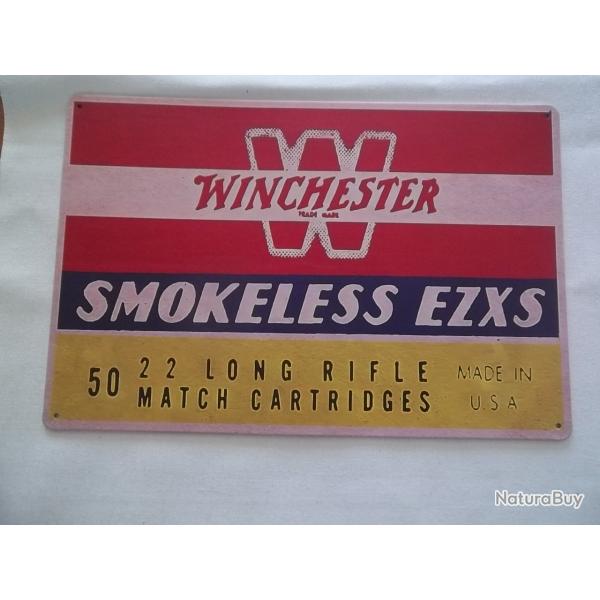 WINCHESTER
TRADE MARK
SMOKELESS EZXS
50 22 LONG RIFLE
MATCH CARTRIDGES
MADE IN
U.S.A
NaturaBuy